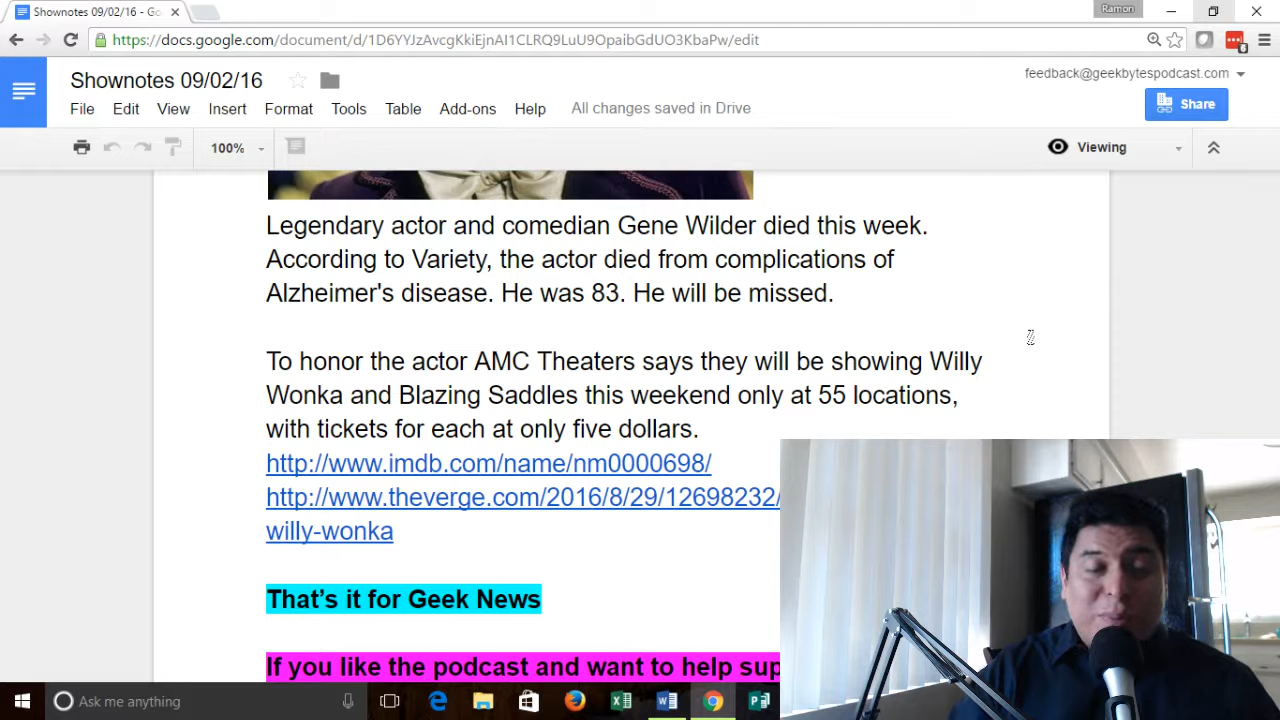 Shownotes 09/02/16 - Go
Ramon
https://docs.google.com/document/d/1D6YYJzAvcgKkiEjnAI1CLRQ9LuU9OpaibGdUO3KbaPw/edit
Shownotes 09/02/16
feedback@geekbytespodcast.com
File Edit View Insert Format Tools Table Add-ons Help All changes saved in Drive
Share
100%
Viewing
Legendary actor and comedian Gene Wilder died this week.
According to Variety, the actor died from complications of
Alzheimer's disease. He was 83. He will be missed.
To honor the actor AMC Theaters says they will be showing Willy
Wonka and Blazing Saddles this weekend only at 55 locations,
with tickets for each at only five dollars.
http://www.imdb.com/name/nm0000698/
http://www.theverge.com/2016/8/29/12698232/
willy-wonka
That's it for Geek News
If you like the podcast and want to help sup
Ask me anything